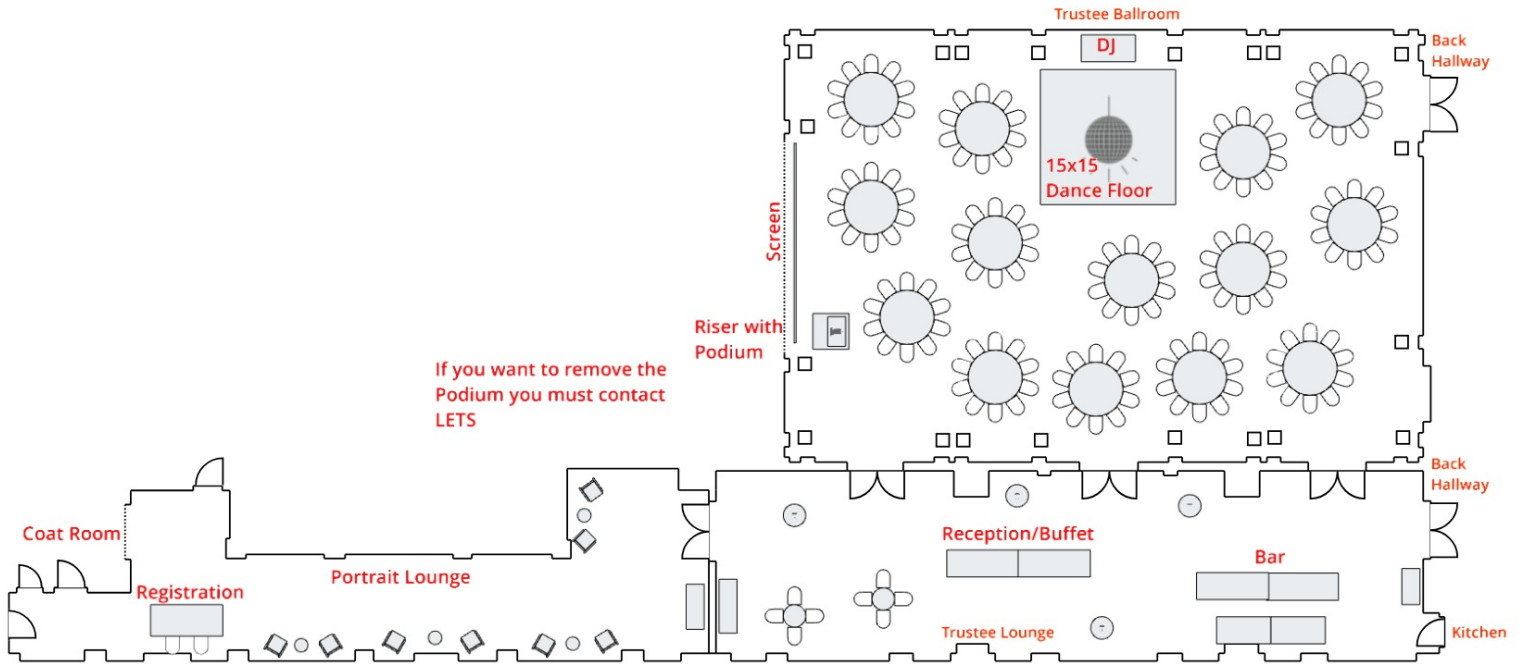 Trustee Ballroom
DJ
Back
Hallway
15x15
Dance Floor
Screen
Riser with
Podium
If you want to remove the
Podium you must contact
LETS
Back
Hallway
Coat Room
Registration
Portrait Lounge
Reception/Buffet
Bar
Trustee Lounge
Kitchen